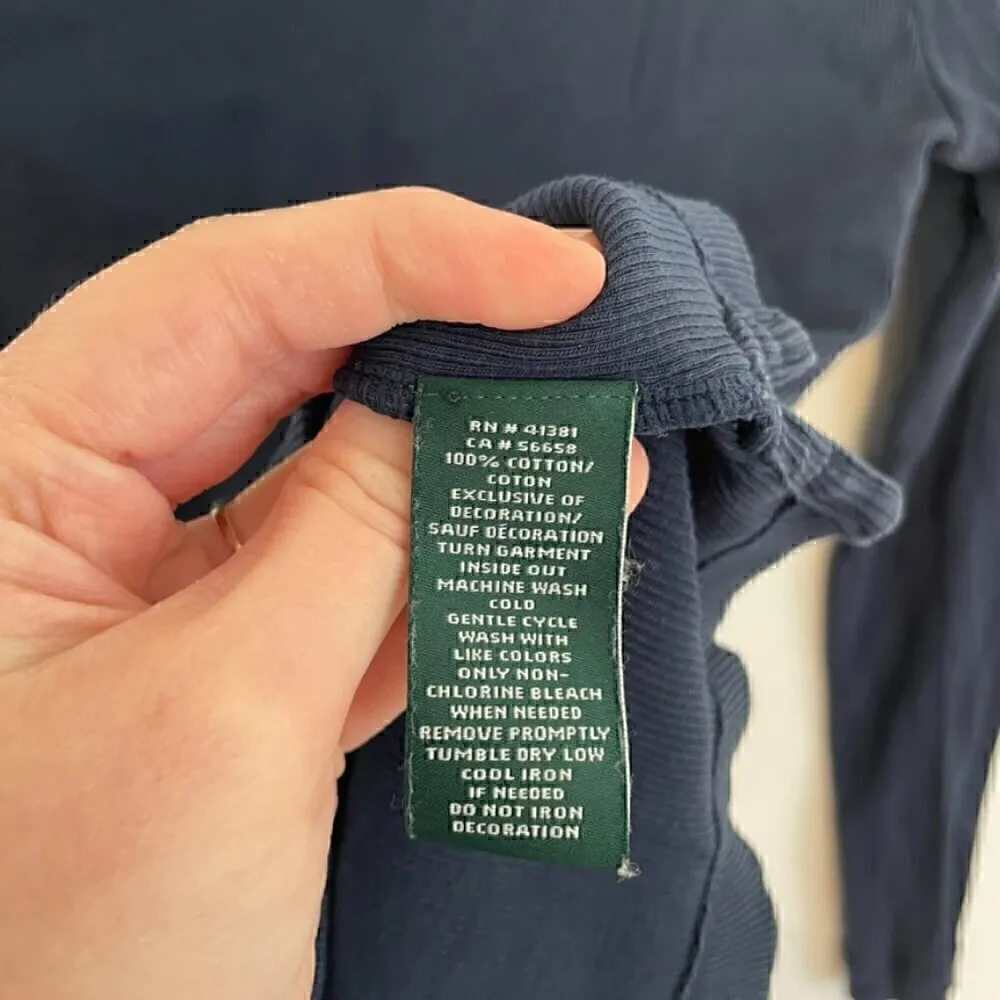 RN # 41381
CA # 56658
100% COTTON/
COTON
EXCLUSIVE OF
DECORATION/
SAUF DÉCORATION
TURN GARMENT
INSIDE OUT
MACHINE WASH
COLD
GENTLE CYCLE
WASH WITH
LIKE COLORS
ONLY NON-
CHLORINE BLEACH
WHEN NEEDED
REMOVE PROMPTLY
TUMBLE DRY LOW
COOL IRON
IF NEEDED
DO NOT IRON
DECORATION